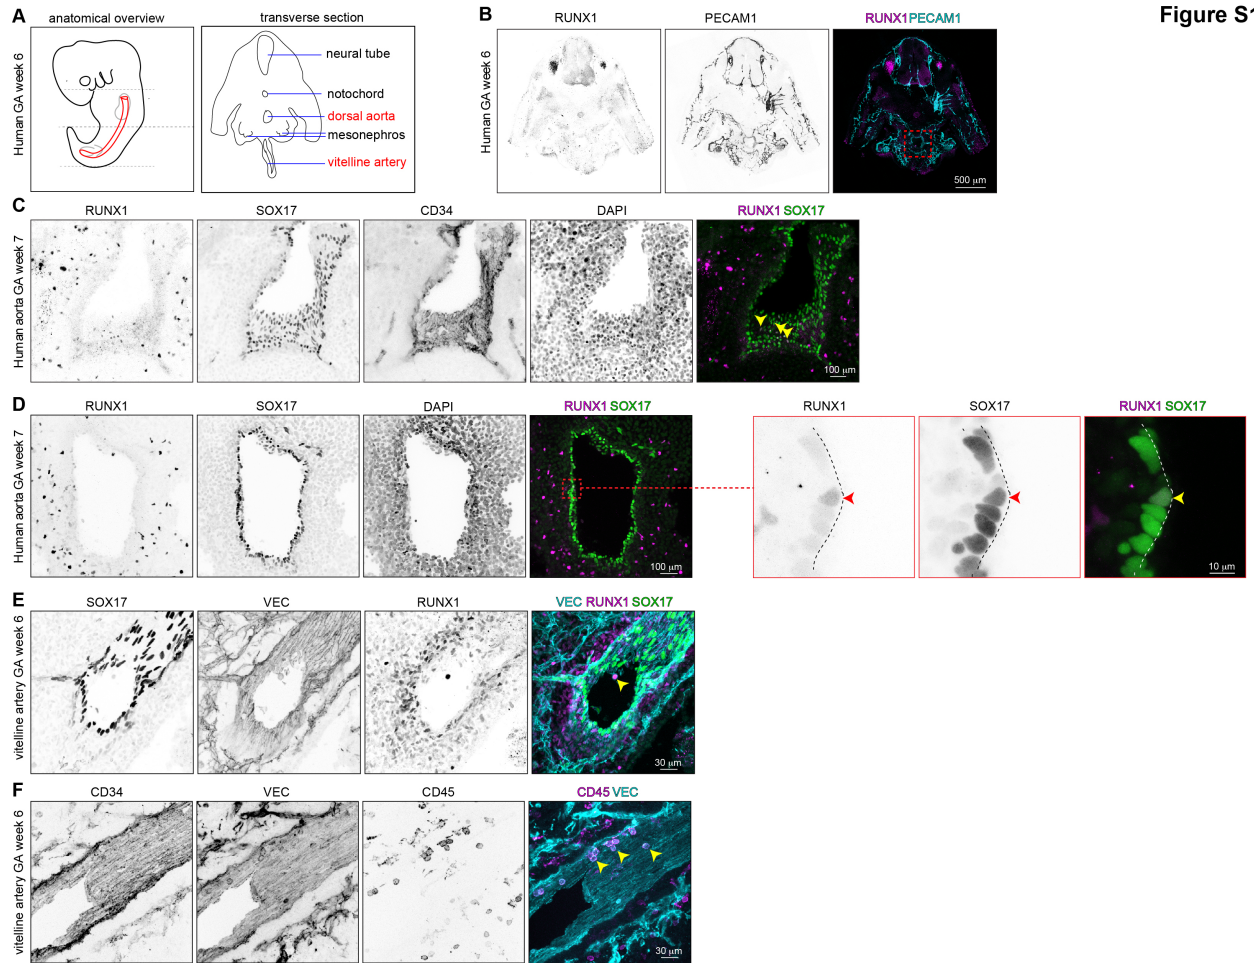 Figure S1
A
anatomical overview
transverse section
Human GA week 6
neural tube
notochord
dorsal aorta
mesonephros
vitelline artery
B
RUNX1
PECAM1
RUNX1 PECAM1
Human GA week 6
500 µm
C
RUNX1
SOX17
CD34
DAPI
RUNX1 SOX17
Human aorta GA week 7
100 µm
D
RUNX1
SOX17
DAPI
RUNX1 SOX17
RUNX1
SOX17
RUNX1 SOX17
Human aorta GA week 7
100 µm
10 µm
E
SOX17
VEC
RUNX1
VEC RUNX1 SOX17
vitelline artery GA week 6
30 µm
F
CD34
VEC
CD45
CD45 VEC
vitelline artery GA week 6
30 µm